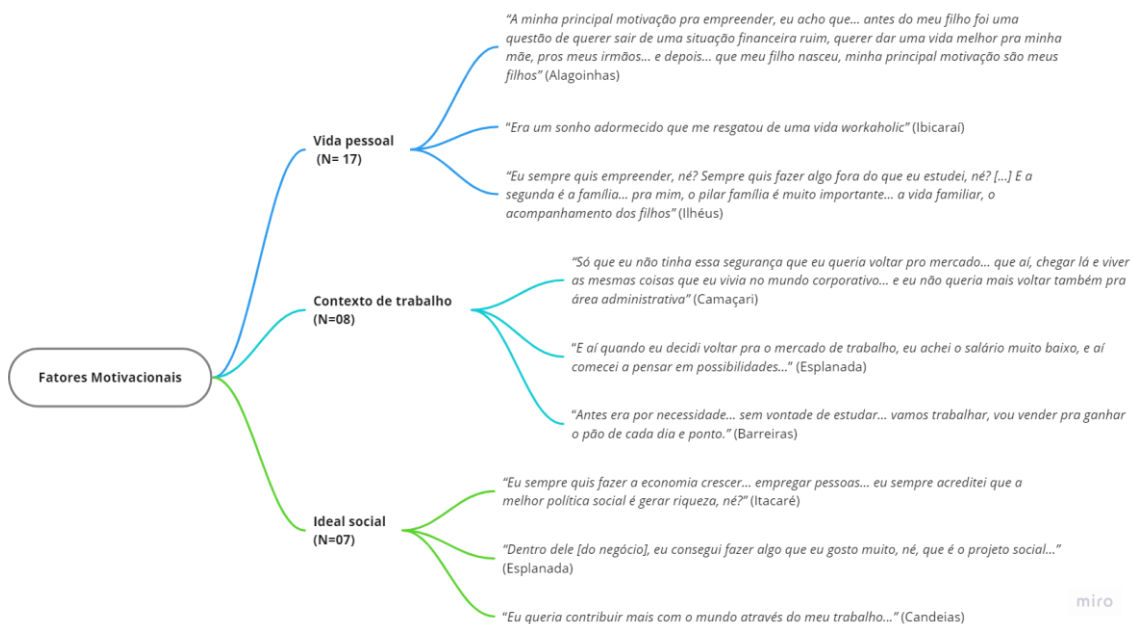 “A minha principal motivação pra empreender, eu acho que... antes do meu filho foi uma
questão de querer sair de uma situação financeira ruim, querer dar uma vida melhor pra minha
mãe, pros meus irmãos... e depois... que meu filho nasceu, minha principal motivação são meus
filhos” (Alagoinhas)
Vida pessoal
(N= 17)
“Era um sonho adormecido que me resgatou de uma vida workaholic” (Ibicaraí)
“Eu sempre quis empreender, né? Sempre quis fazer algo fora do que eu estudei, né? [...] E a
segunda é a família... pra mim, o pilar família é muito importante... a vida familiar, o
acompanhamento dos filhos” (Ilhéus)
Contexto de trabalho
(N=08)
“Só que eu não tinha essa segurança que eu queria voltar pro mercado... que aí, chegar lá e viver
as mesmas coisas que eu vivia no mundo corporativo... e eu não queria mais voltar também pra
área administrativa” (Camaçari)
“E aí quando eu decidi voltar pra o mercado de trabalho, eu achei o salário muito baixo, e aí
comecei a pensar em possibilidades...” (Esplanada)
“Antes era por necessidade... sem vontade de estudar... vamos trabalhar, vou vender pra ganhar
o pão de cada dia e ponto.” (Barreiras)
Fatores Motivacionais
Ideal social
(N=07)
“Eu sempre quis fazer a economia crescer... empregar pessoas... eu sempre acreditei que a
melhor política social é gerar riqueza, né?” (Itacaré)
“Dentro dele [do negócio], eu consegui fazer algo que eu gosto muito, né, que é o projeto social...”
(Esplanada)
“Eu queria contribuir mais com o mundo através do meu trabalho...” (Candeias)
miro